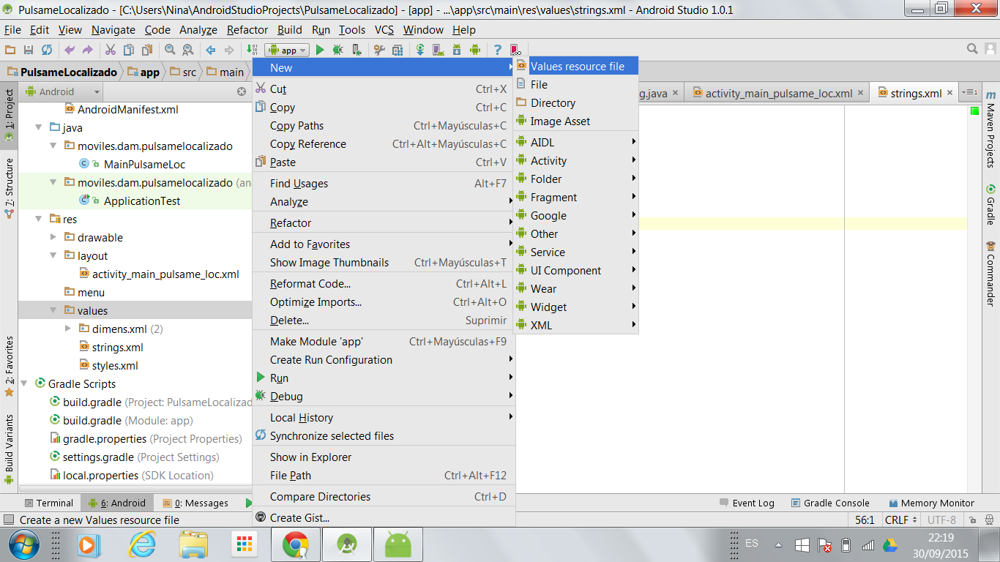 PulsameLocalizado - [C:\Users\Nina\AndroidStudioProjects\PulsameLocalizado] - [app] - ...\app\src\main\res\values\strings.xml - Android Studio 1.0.1
File Edit View Navigate Code Analyze Refactor Build Run Tools VCS Window Help
app
PulsameLocalizado app src main
1: Project
7: Structure
2: Favorites
Build Variants
Android
AndroidManifest.xml
java
moviles.dam.pulsamelocalizado
MainPulsameLoc
moviles.dam.pulsamelocalizado (an
ApplicationTest
res
drawable
layout
activity_main_pulsame_loc.xml
menu
values
dimens.xml (2)
strings.xml
styles.xml
Gradle Scripts
build.gradle (Project: PulsameLocalizado
build.gradle (Module: app)
gradle.properties (Project Properties)
settings.gradle (Project Settings)
local.properties (SDK Location)
New
Cut Ctrl+X
Copy Ctrl+C
Copy Paths Ctrl+Mayúsculas+C
Copy Reference Ctrl+Alt+Mayúsculas+C
Paste Ctrl+V
Find Usages Alt+F7
Analyze
Refactor
Add to Favorites
Show Image Thumbnails Ctrl+Mayúsculas+T
Reformat Code... Ctrl+Alt+L
Optimize Imports... Ctrl+Alt+O
Delete... Suprimir
Make Module 'app' Ctrl+Mayúsculas+F9
Create Run Configuration
Run
Debug
Local History
Synchronize selected files
Show in Explorer
File Path Ctrl+Alt+F12
Compare Directories Ctrl+D
Create Gist...
Values resource file
File
Directory
Image Asset
AIDL
Activity
Folder
Fragment
Google
Other
Service
UI Component
Wear
Widget
XML
g.java activity_main_pulsame_loc.xml strings.xml
1
m
Maven Projects
Gradle
Commander
Terminal 6: Android 0: Messages Event Log Gradle Console Memory Monitor
Create a new Values resource file 56:1 CRLF UTF-8
ES 22:19
30/09/2015